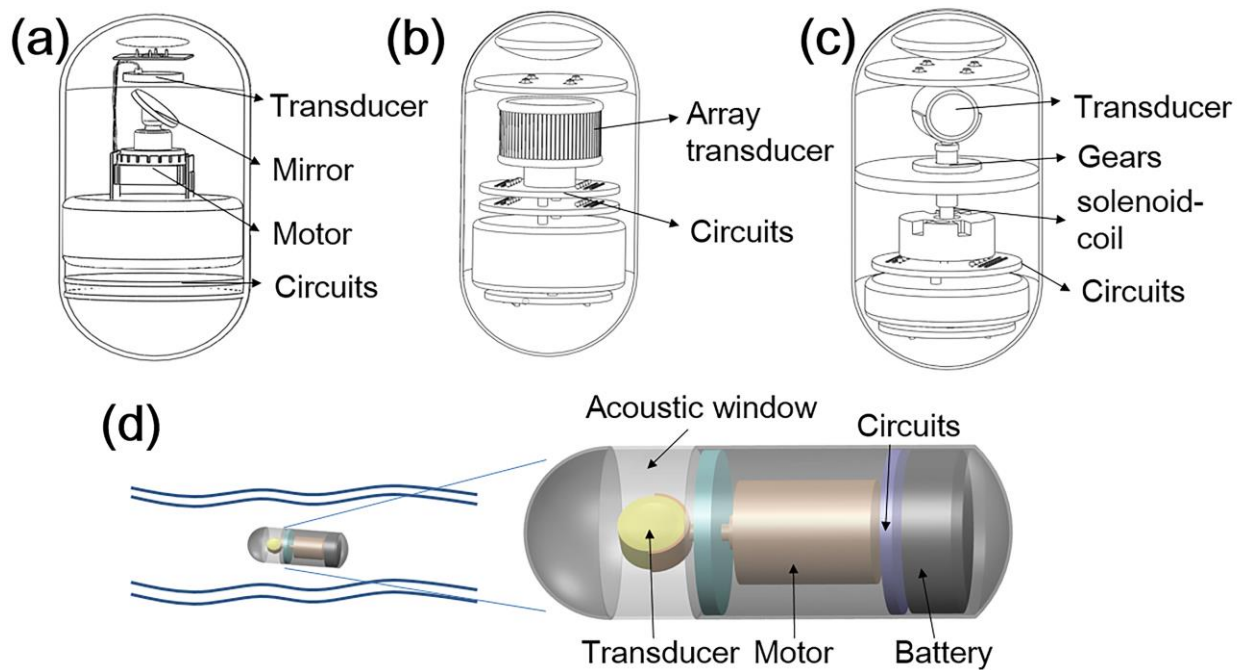 (a)
Transducer
Mirror
Motor
Circuits
(b)
Array
transducer
Circuits
(c)
Transducer
Gears
solenoid-
coil
Circuits
(d)
Acoustic window
Circuits
Transducer
Motor
Battery